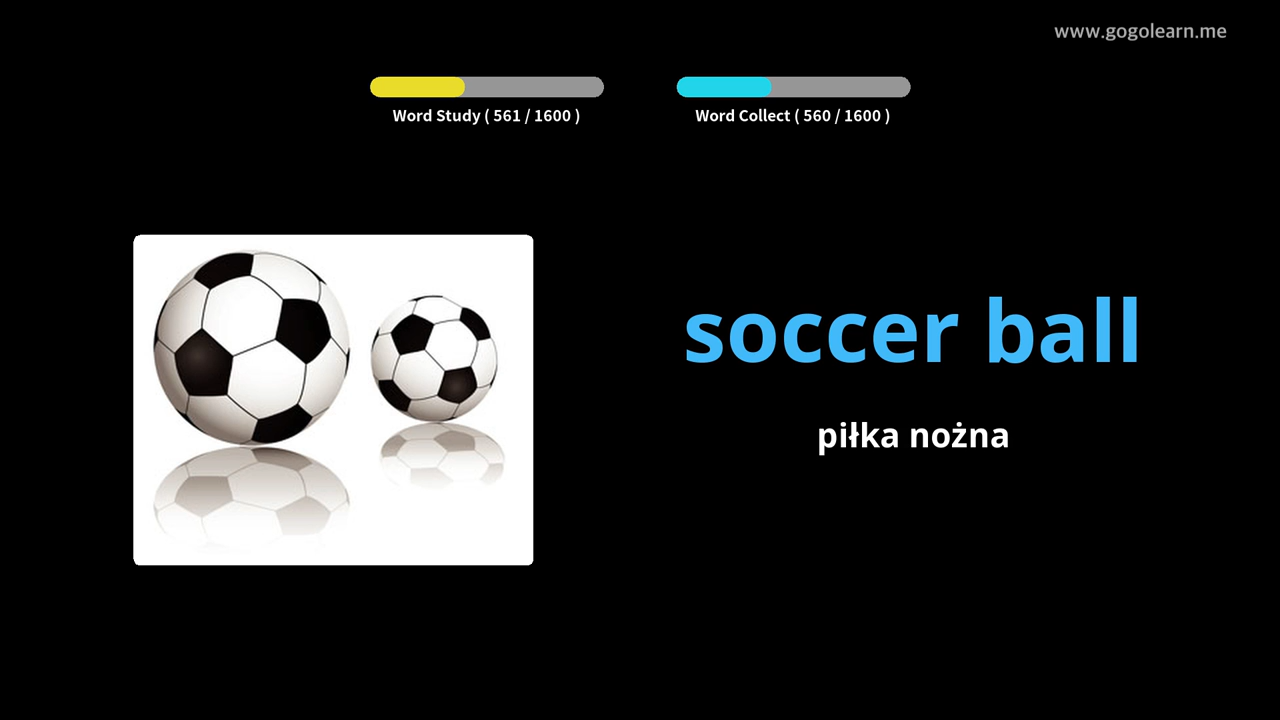 www.gogolearn.me
Word Study ( 561 / 1600 )
Word Collect ( 560 / 1600 )
soccer ball
piłka nożna